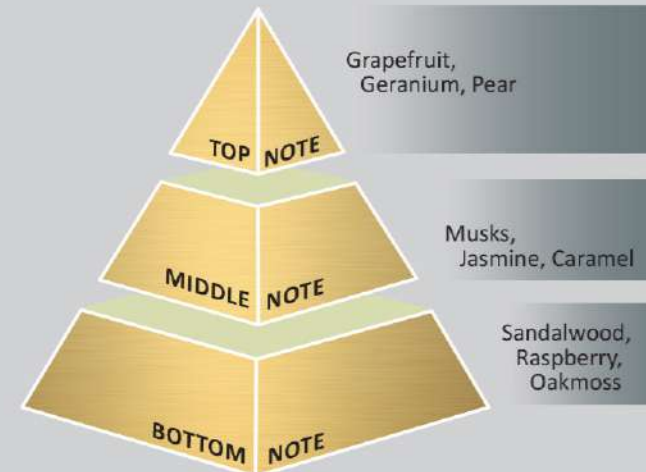 Grapefruit,
Geranium, Pear
TOP NOTE
Musks,
Jasmine, Caramel
MIDDLE NOTE
Sandalwood,
Raspberry,
Oakmoss
BOTTOM NOTE